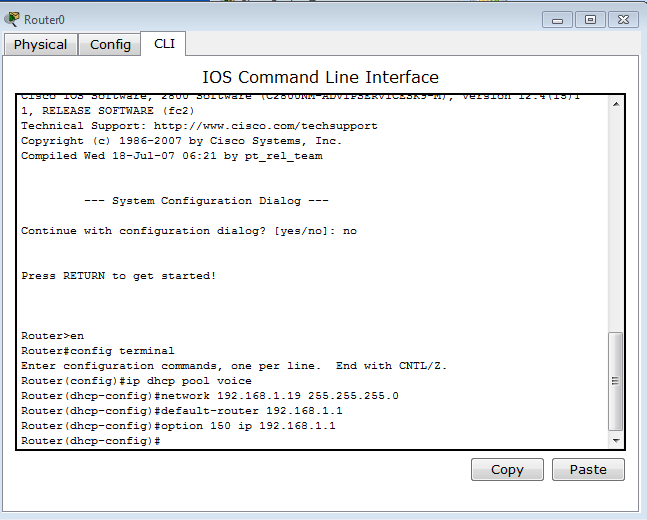 Router0
Physical Config CLI
IOS Command Line Interface
Cisco IOS Software, 2800 Software (C2800NM-ADVIPSERVICESK9-M), Version 12.4(15)T
1, RELEASE SOFTWARE (fc2)
Technical Support: http://www.cisco.com/techsupport
Copyright (c) 1986-2007 by Cisco Systems, Inc.
Compiled Wed 18-Jul-07 06:21 by pt_rel_team
--- System Configuration Dialog ---
Continue with configuration dialog? [yes/no]: no
Press RETURN to get started!
Router>en
Router#config terminal
Enter configuration commands, one per line.  End with CNTL/Z.
Router(config)#ip dhcp pool voice
Router(dhcp-config)#network 192.168.1.19 255.255.255.0
Router(dhcp-config)#default-router 192.168.1.1
Router(dhcp-config)#option 150 ip 192.168.1.1
Router(dhcp-config)#
Copy Paste